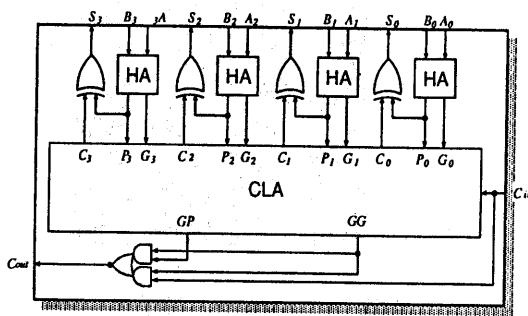 S3 B3 3A S2 B2 A2 S1 B1 A1 S0 B0 A0
HA HA HA HA
C3 P3 G3 C2 P2 G2 C1 P1 G1 C0 P0 G0
CLA
GP GG
Cout